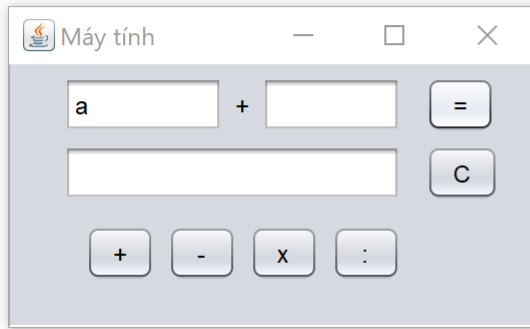 Máy tính
a + =
C
+ - x :